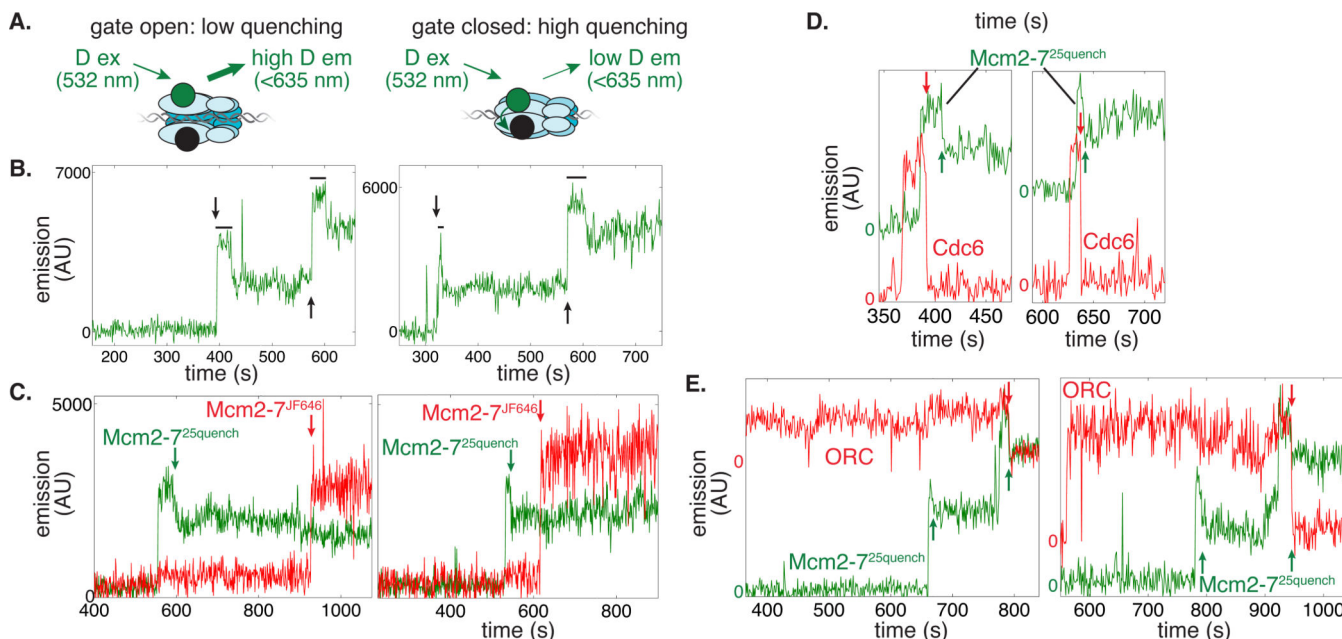 A.
gate open: low quenching
D ex
(532 nm)
high D em
(<635 nm)
gate closed: high quenching
D ex
(532 nm)
low D em
(<635 nm)
B.
emission
(AU)
7000
0
200 300 400 500 600
time (s)
6000
0
300 400 500 600 700
time (s)
C.
emission
(AU)
5000
0
Mcm2-7JF646
Mcm2-725quench
400 600 800 1000
time (s)
Mcm2-7JF646
Mcm2-725quench
400 600 800
time (s)
D.
time (s)
Mcm2-725quench
emission
(AU)
0
Cdc6
0
350 400 450
time (s)
0
Cdc6
0
600 650 700
time (s)
E.
emission
(AU)
0
ORC
Mcm2-725quench
0
400 500 600 700 800
time (s)
ORC
0
0
Mcm2-725quench
600 700 800 900 1000
time (s)